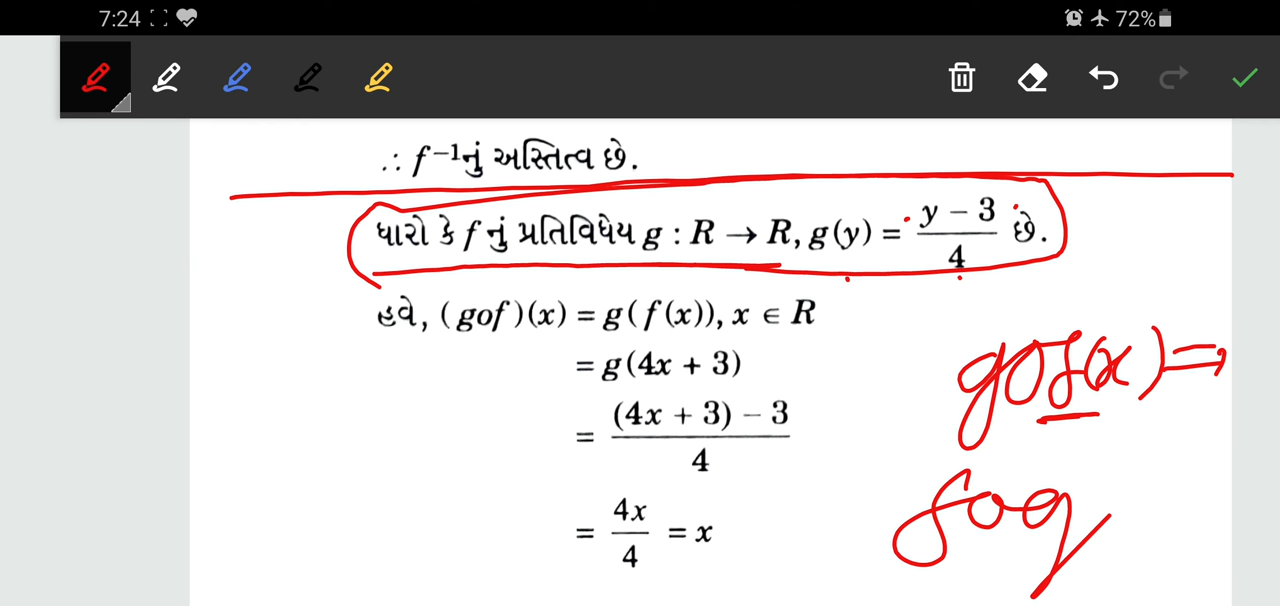 7:24 72%
∴ f⁻¹નું અસ્તિત્વ છે.
ધારો કે f નું પ્રતિવિધેય g : R → R, g(y) = (y − 3)/4 છે.
હવે, (gof)(x) = g(f(x)), x ∈ R
= g(4x + 3)
= ((4x + 3) − 3)/4
= 4x/4 = x
gof(x) ⇒
fog